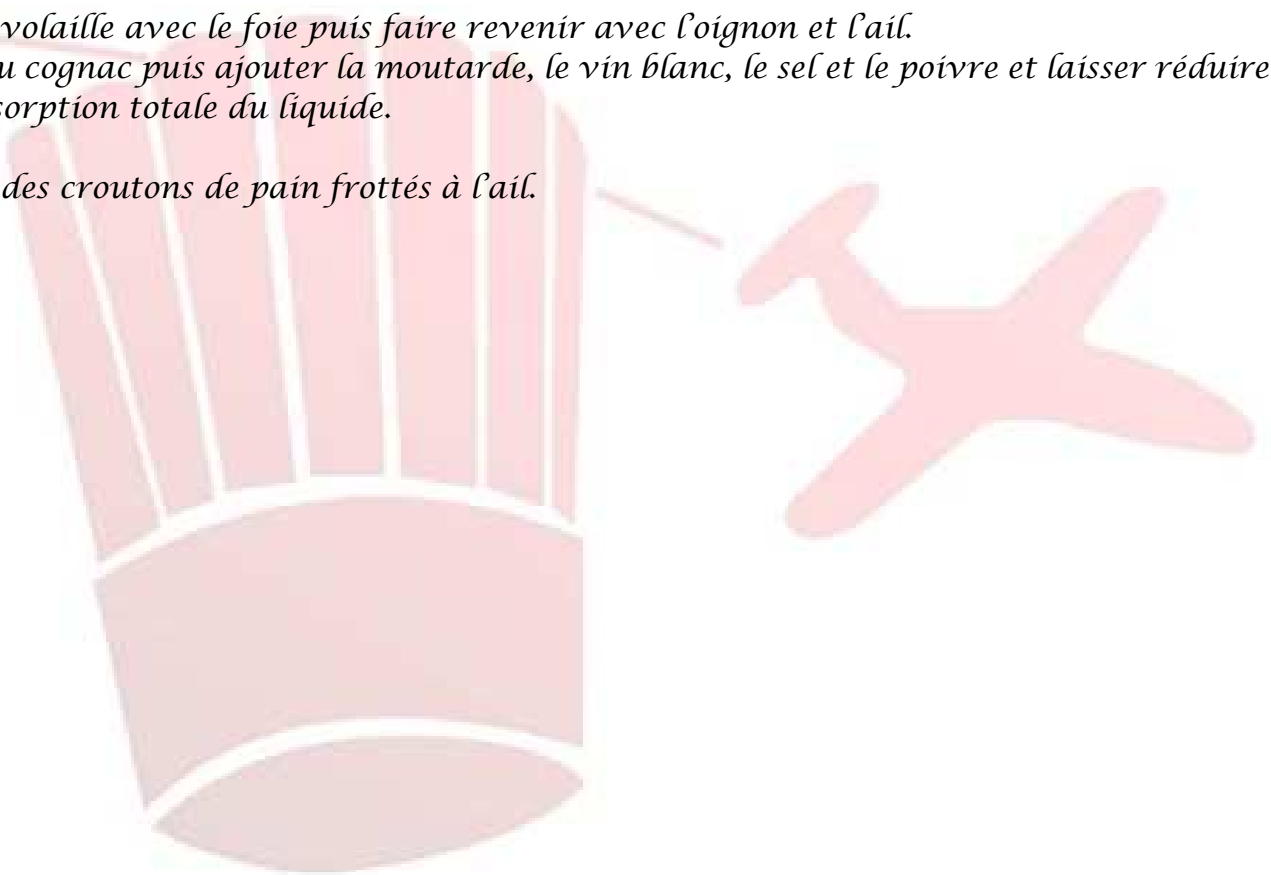 volaille avec le foie puis faire revenir avec l'oignon et l'ail.
u cognac puis ajouter la moutarde, le vin blanc, le sel et le poivre et laisser réduire
sorption totale du liquide.
des croutons de pain frottés à l'ail.